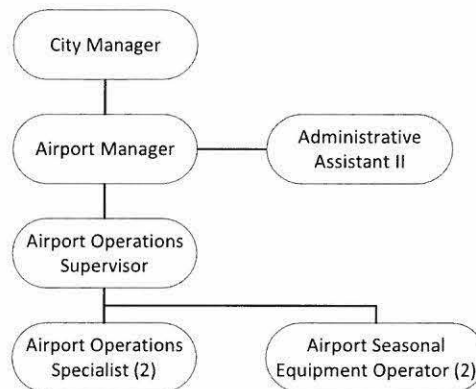 City Manager
Airport Manager
Administrative
Assistant II
Airport Operations
Supervisor
Airport Operations
Specialist (2)
Airport Seasonal
Equipment Operator (2)